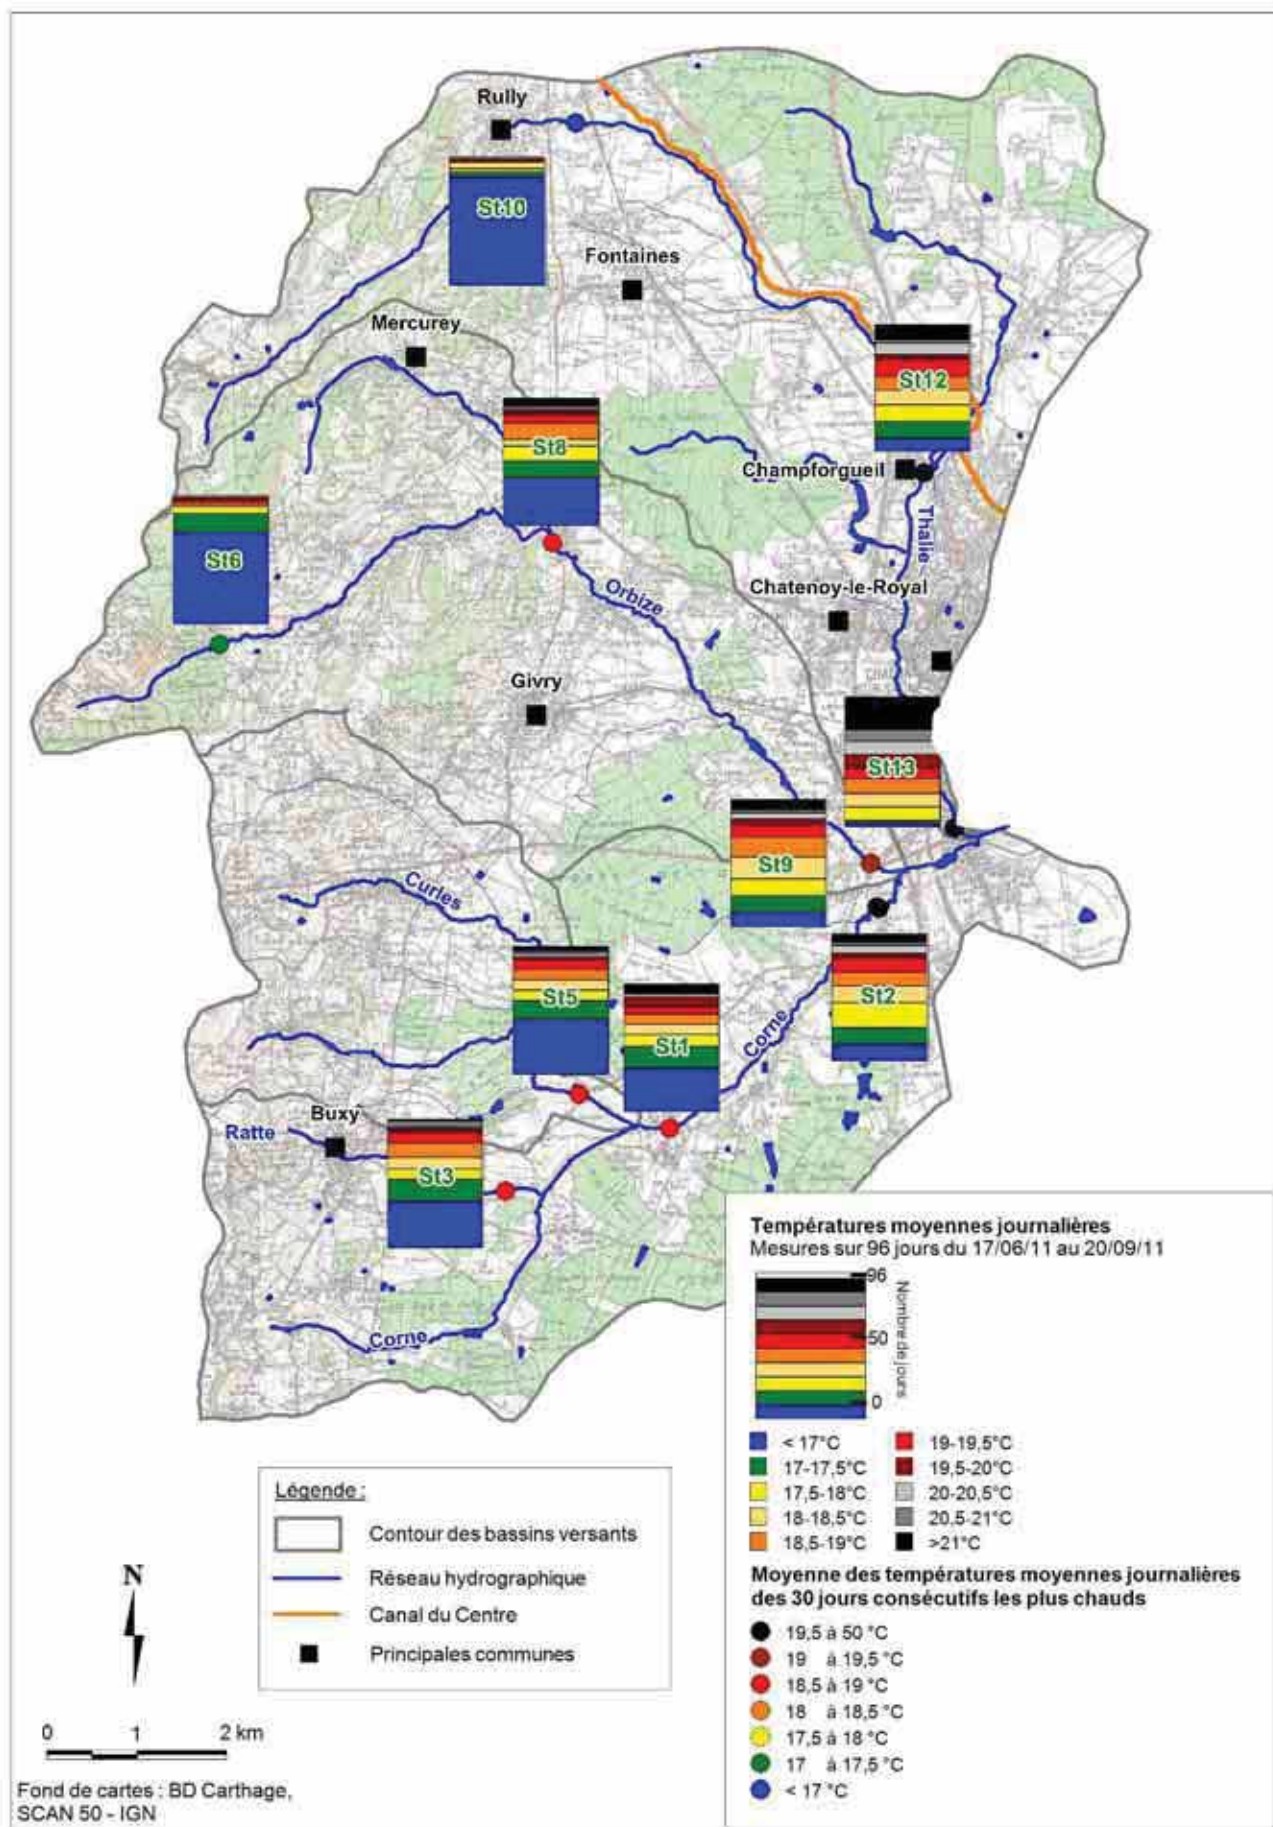 Rully
St10
Fontaines
Mercurey
St12
St8
Champforgueil
St6
Thalie
Orbize
Chatenoy-le-Royal
Givry
St13
St9
Curles
St2
St5
St1
Corne
Buxy
Ratte
St3
Corne
Températures moyennes journalières
Mesures sur 96 jours du 17/06/11 au 20/09/11
96
50
0
Nombre de jours
< 17°C
17-17,5°C
17,5-18°C
18-18,5°C
18,5-19°C
19-19,5°C
19,5-20°C
20-20,5°C
20,5-21°C
>21°C
Moyenne des températures moyennes journalières
des 30 jours consécutifs les plus chauds
19,5 à 50 °C
19 à 19,5 °C
18,5 à 19 °C
18 à 18,5 °C
17,5 à 18 °C
17 à 17,5 °C
< 17 °C
Légende :
Contour des bassins versants
Réseau hydrographique
Canal du Centre
Principales communes
N
0 1 2 km
Fond de cartes : BD Carthage,
SCAN 50 - IGN